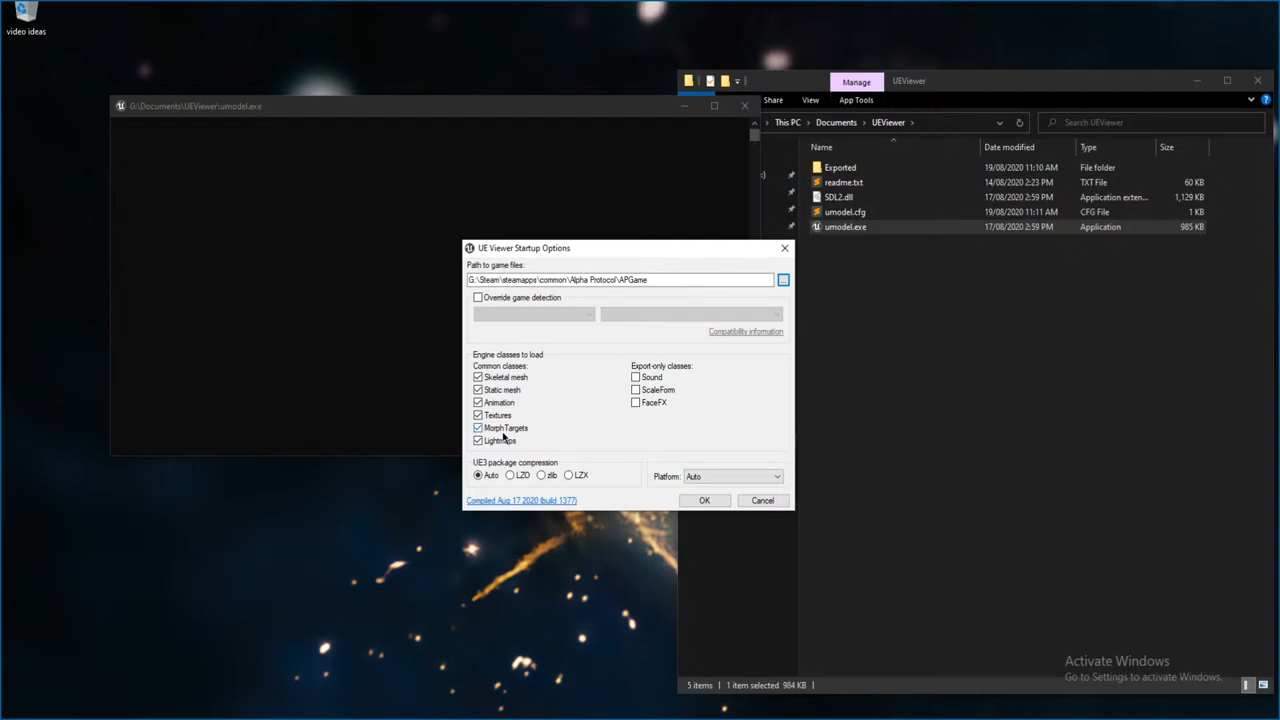 video ideas
G:\Documents\UEViewer\umodel.exe
Manage
UEViewer
Share
View
App Tools
This PC
Documents
UEViewer
Search UEViewer
Name
Date modified
Type
Size
Exported
19/08/2020 11:10 AM
File folder
readme.txt
14/08/2020 2:23 PM
TXT File
60 KB
SDL2.dll
17/08/2020 2:59 PM
Application exten...
1,129 KB
umodel.cfg
19/08/2020 11:11 AM
CFG File
1 KB
umodel.exe
17/08/2020 2:59 PM
Application
985 KB
UE Viewer Startup Options
Path to game files:
G:\Steam\steamapps\common\Alpha Protocol\APGame
...
Override game detection
Compatibility information
Engine classes to load
Common classes:
Export-only classes:
Skeletal mesh
Sound
Static mesh
ScaleForm
Animation
FaceFX
Textures
Morph Targets
Lightmaps
UE3 package compression
Auto
LZO
zlib
LZX
Platform:
Auto
Compiled Aug 17 2020 (build 1377)
OK
Cancel
Activate Windows
Go to Settings to activate Windows.
5 items
1 item selected 984 KB